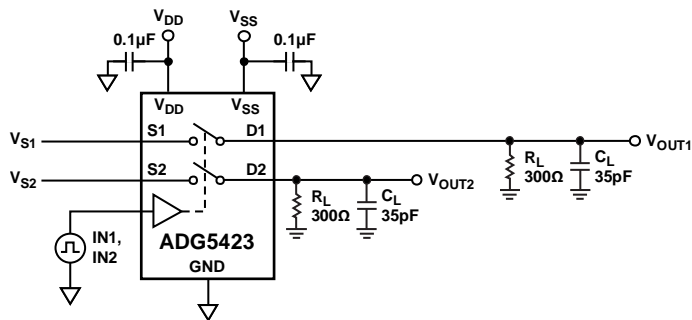 VDD
VSS
0.1µF
0.1µF
VDD
VSS
S1
D1
VS1
VOUT1
RL
300Ω
CL
35pF
S2
D2
VS2
VOUT2
RL
300Ω
CL
35pF
IN1,
IN2
ADG5423
GND